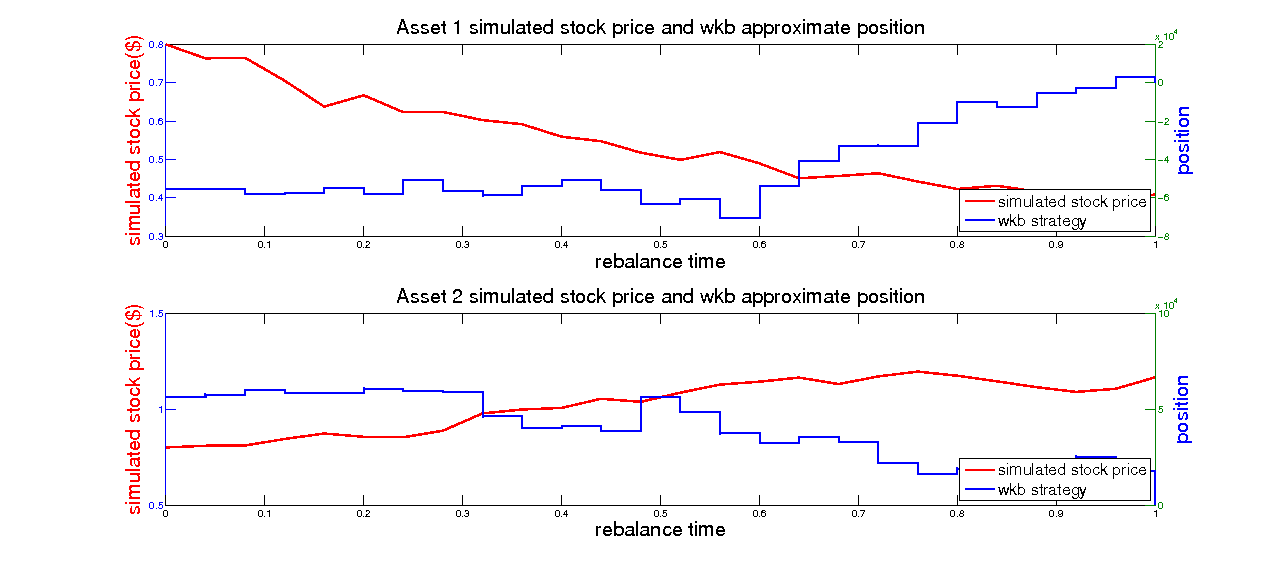 Asset 1 simulated stock price and wkb approximate position
x 10^4
simulated stock price($)
0.8
0.7
0.6
0.5
0.4
0.3
2
0
-2
-4
-6
-8
position
simulated stock price
wkb strategy
0 0.1 0.2 0.3 0.4 0.5 0.6 0.7 0.8 0.9 1
rebalance time
Asset 2 simulated stock price and wkb approximate position
x 10^4
simulated stock price($)
1.5
1
0.5
10
5
0
position
simulated stock price
wkb strategy
0 0.1 0.2 0.3 0.4 0.5 0.6 0.7 0.8 0.9 1
rebalance time